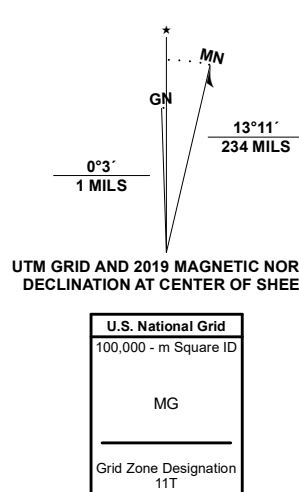 ★
MN
GN
13°11´
234 MILS
0°3´
1 MILS
UTM GRID AND 2019 MAGNETIC NOR
DECLINATION AT CENTER OF SHEE
U.S. National Grid
100,000 - m Square ID
MG
Grid Zone Designation
11T